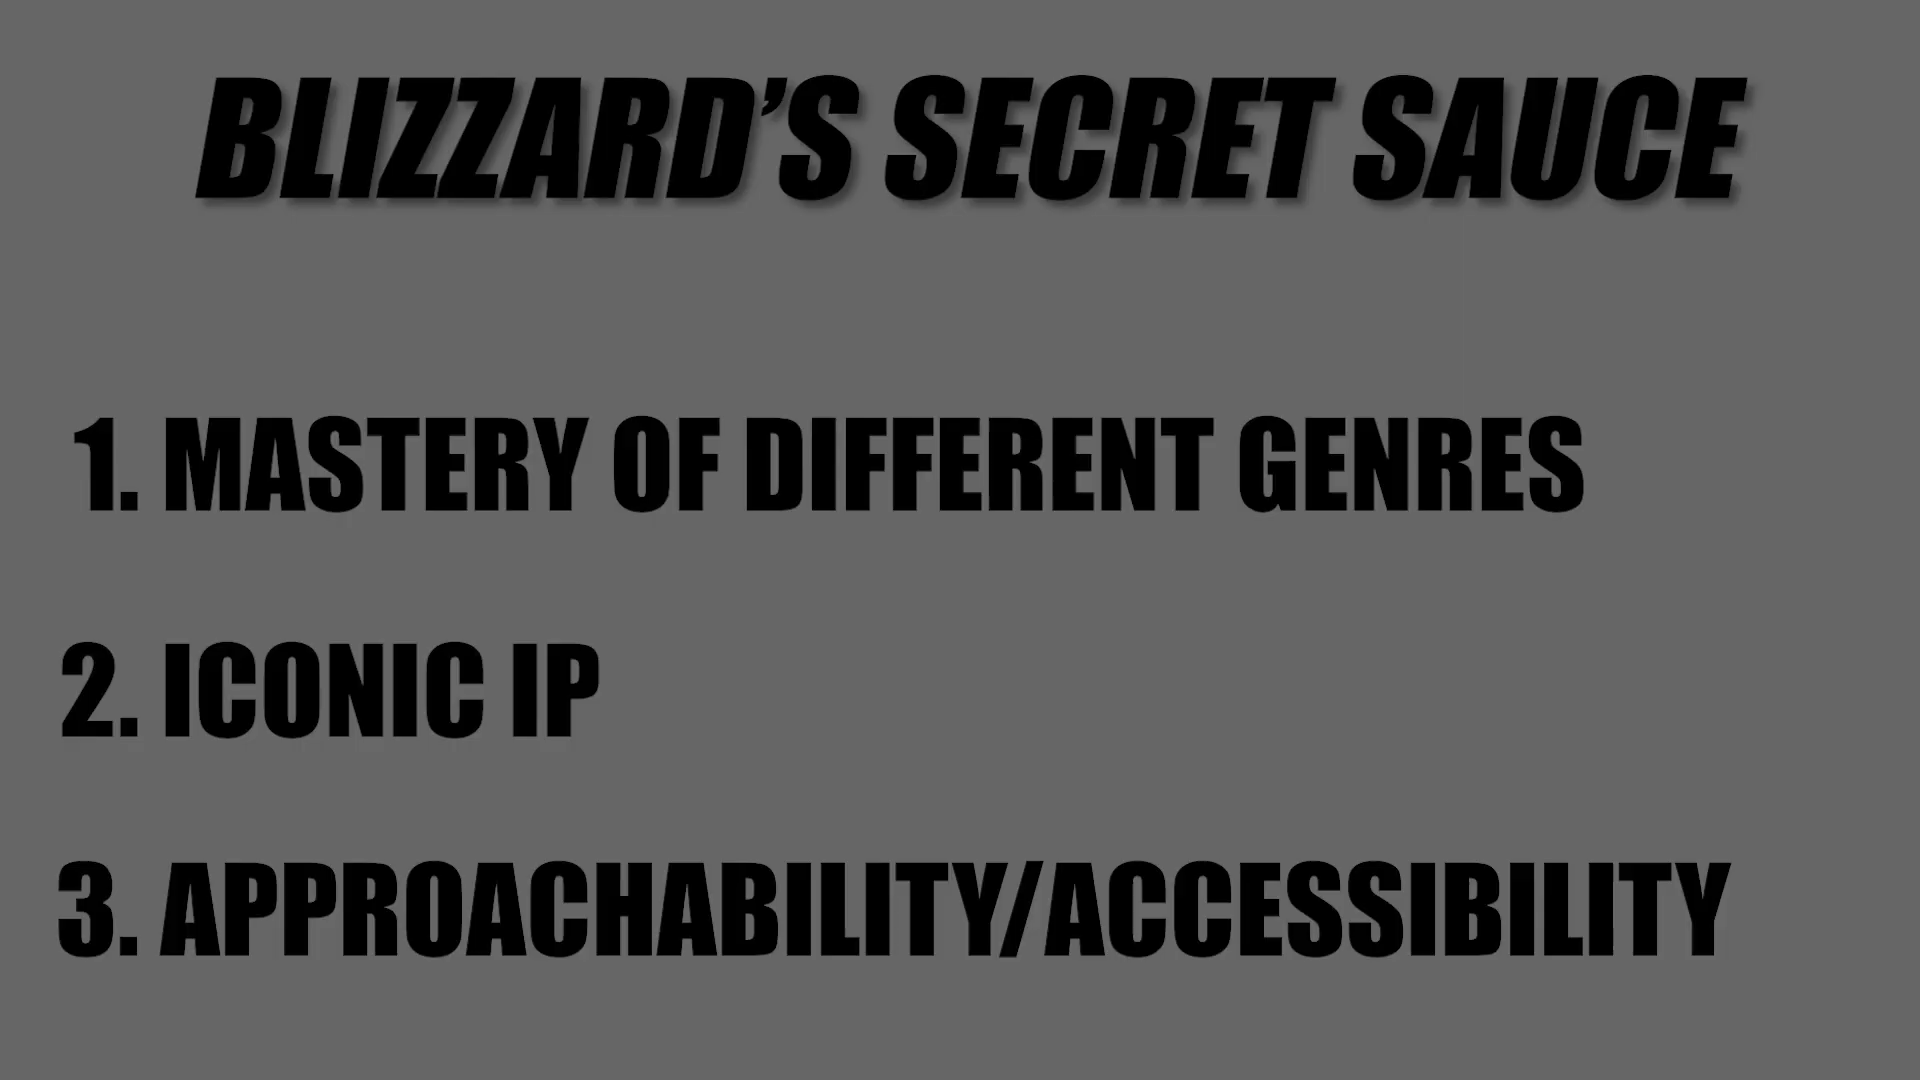 BLIZZARD’S SECRET SAUCE
1. MASTERY OF DIFFERENT GENRES
2. ICONIC IP
3. APPROACHABILITY/ACCESSIBILITY